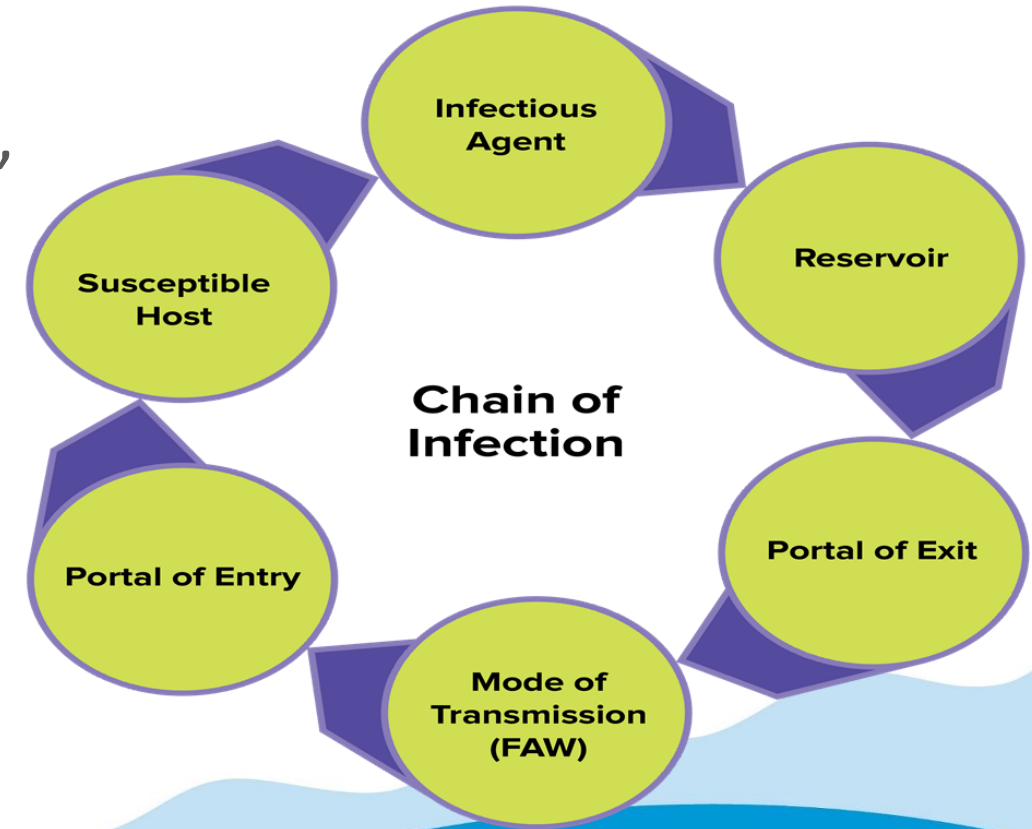 Infectious
Agent
Reservoir
Portal of Exit
Mode of
Transmission
(FAW)
Portal of Entry
Susceptible
Host
Chain of
Infection